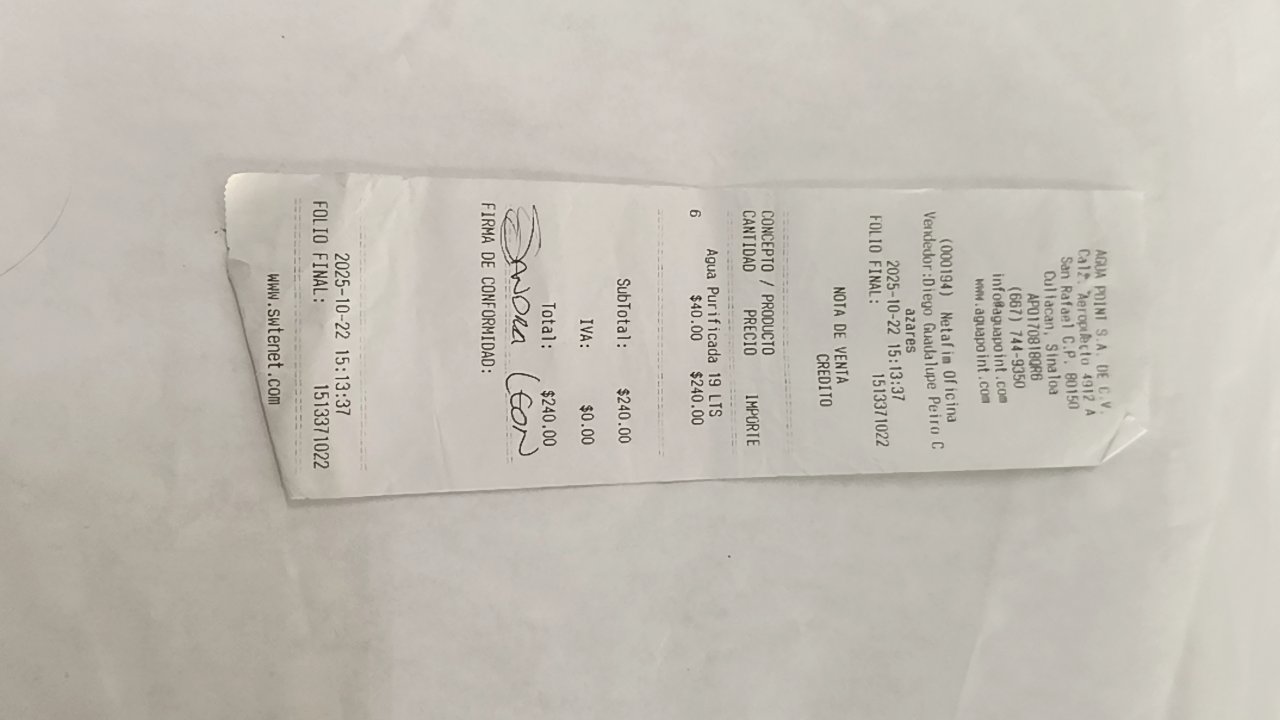 AGUA POINT S.A. DE C.V.
Calz. Aeropuecto 4912 A
San Rafael C.P. 80150
Culiacan, Sinaloa
APO170818QR6
(667) 744-9350
info@aguapoint.com
www.aguapoint.com
(000194) Netafim Oficina
Vendedor:Diego Guadalupe Peiro C
azares
2025-10-22 15:13:37
FOLIO FINAL: 1513371022
NOTA DE VENTA
CREDITO
CONCEPTO / PRODUCTO
CANTIDAD PRECIO IMPORTE
Agua Purificada 19 LTS
6 $40.00 $240.00
SubTotal: $240.00
IVA: $0.00
Total: $240.00
SANDRA LEON
FIRMA DE CONFORMIDAD:
2025-10-22 15:13:37
FOLIO FINAL: 1513371022
www.swtenet.com